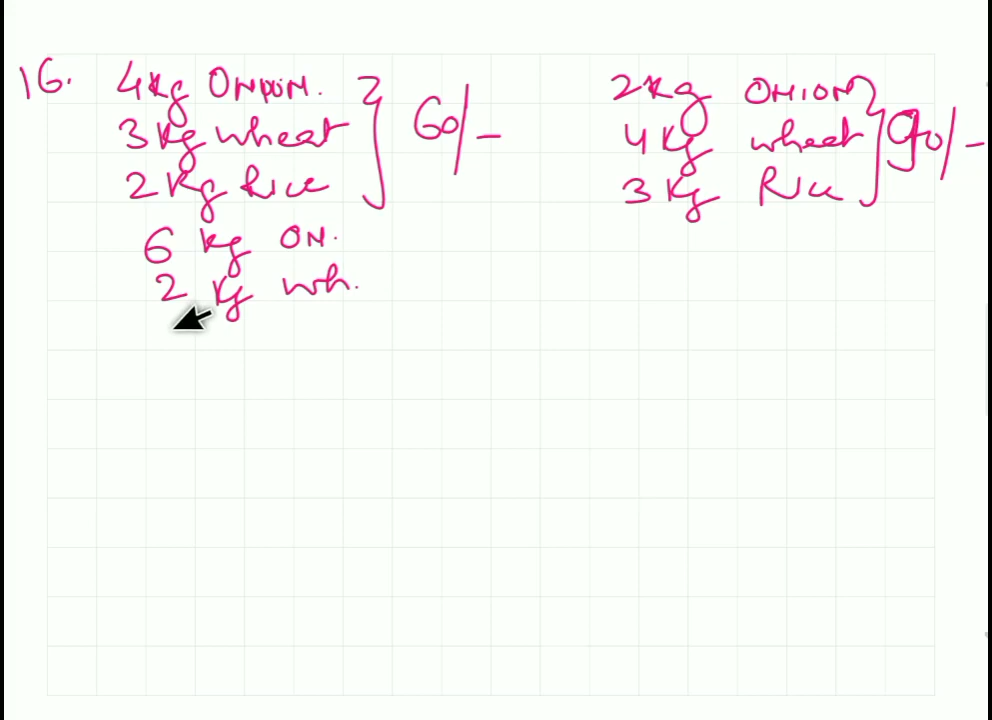 16. 4kg ONION. 60/- 2kg ONION 90/-
3kg wheat 4kg wheat
2kg Rice 3kg Rice
6 kg ON.
2 kg wh.